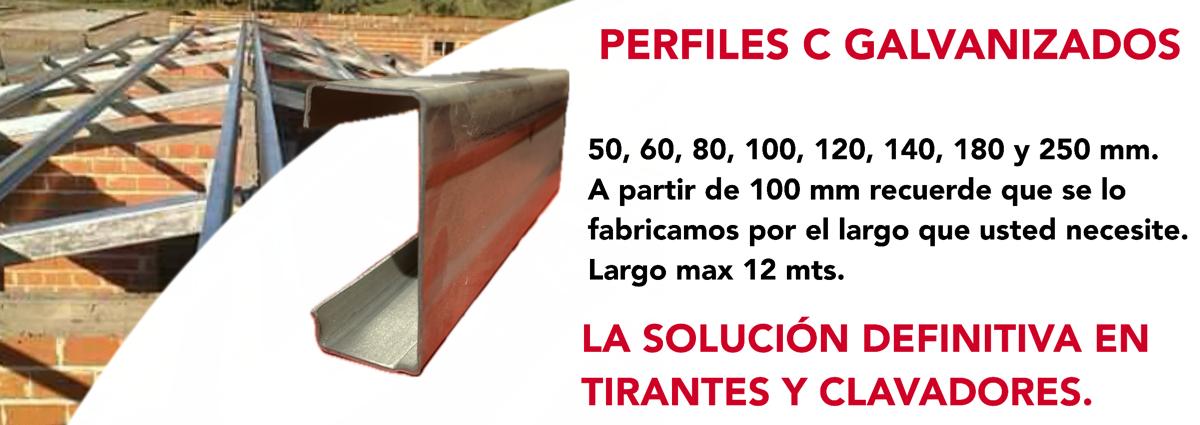 PERFILES C GALVANIZADOS
50, 60, 80, 100, 120, 140, 180 y 250 mm.
A partir de 100 mm recuerde que se lo
fabricamos por el largo que usted necesite.
Largo max 12 mts.
LA SOLUCIÓN DEFINITIVA EN
TIRANTES Y CLAVADORES.